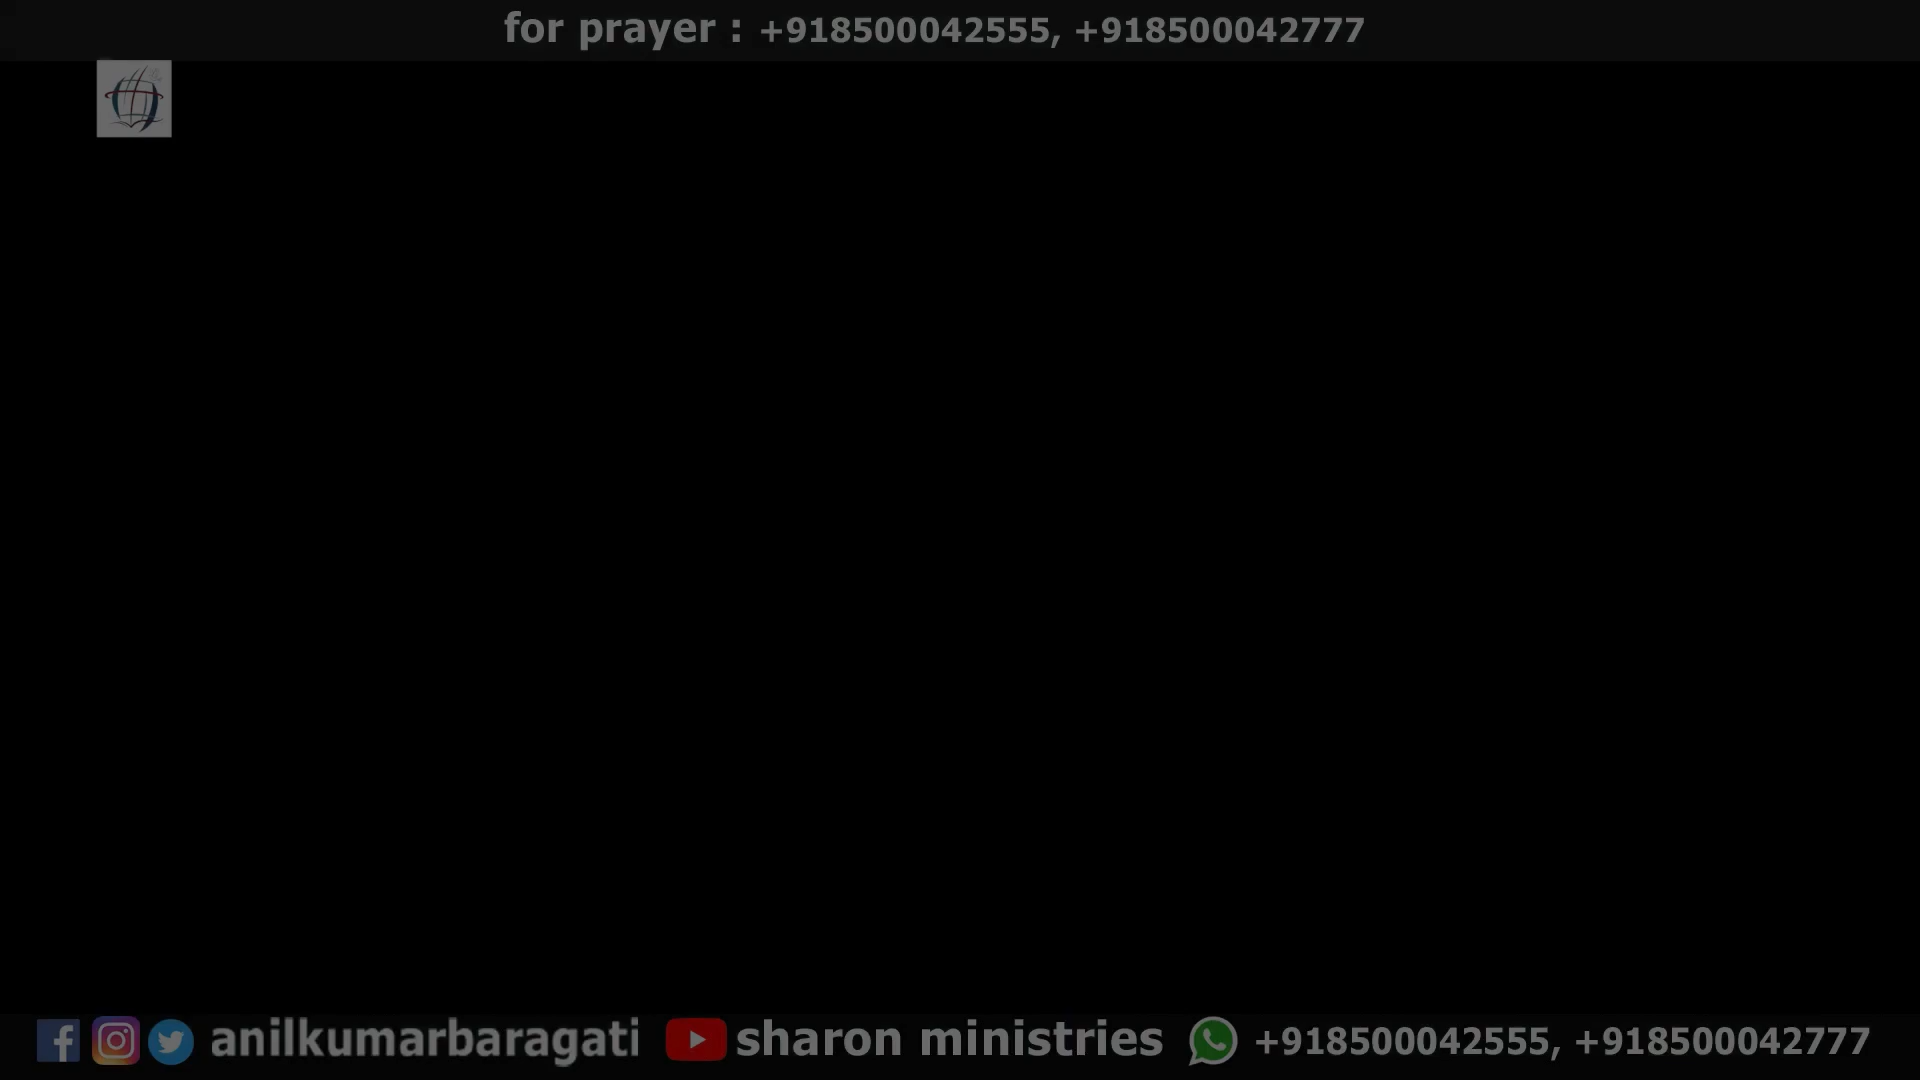 for prayer : +918500042555, +918500042777
anilkumarbaragati sharon ministries +918500042555, +918500042777